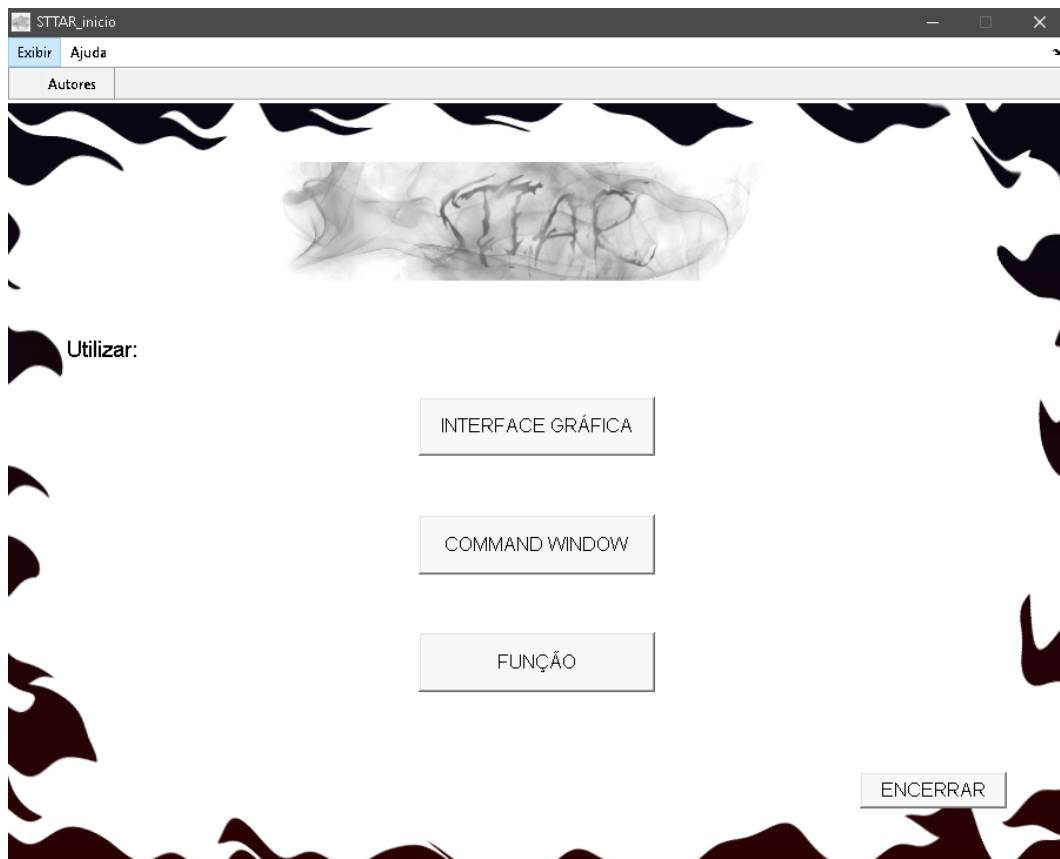 STTAR_inicio
Exibir Ajuda
Autores
STTAR
Utilizar:
INTERFACE GRÁFICA
COMMAND WINDOW
FUNÇÃO
ENCERRAR